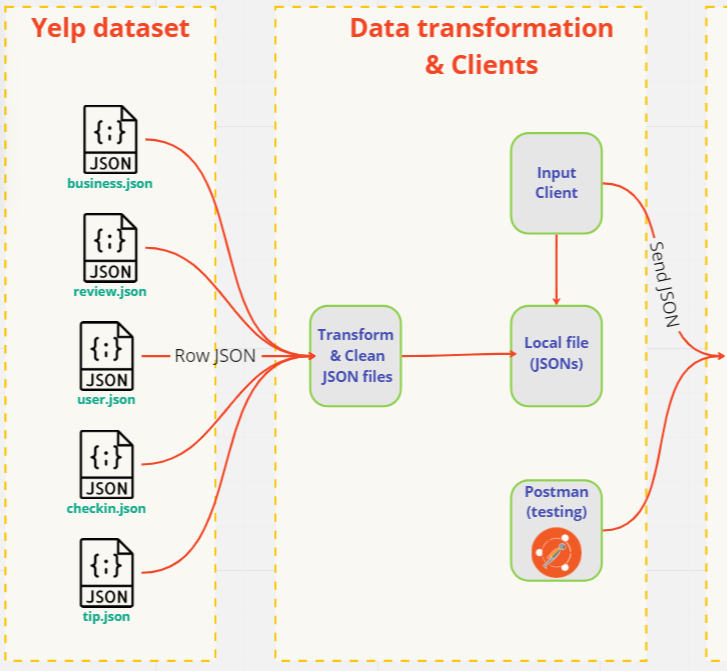 Yelp dataset
{;}
JSON
business.json
{;}
JSON
review.json
{;}
JSON
user.json
{;}
JSON
checkin.json
{;}
JSON
tip.json
Row JSON
Data transformation
& Clients
Transform
& Clean
JSON files
Input
Client
Local file
(JSONs)
Postman
(testing)
Send JSON